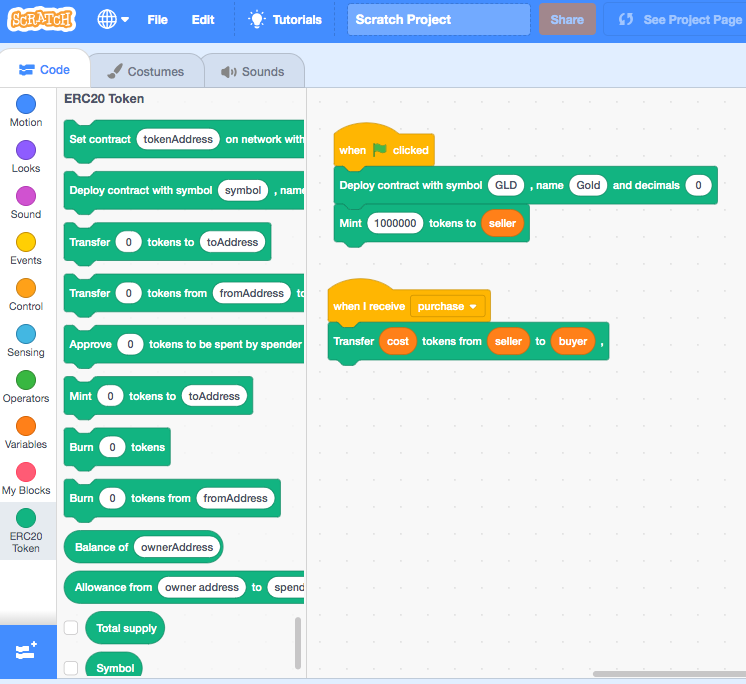 SCRATCH File Edit Tutorials Scratch Project Share See Project Page
Code Costumes Sounds
Motion
Looks
Sound
Events
Control
Sensing
Operators
Variables
My Blocks
ERC20
Token
ERC20 Token
Set contract tokenAddress on network with
Deploy contract with symbol symbol , name
Transfer 0 tokens to toAddress
Transfer 0 tokens from fromAddress to
Approve 0 tokens to be spent by spender
Mint 0 tokens to toAddress
Burn 0 tokens
Burn 0 tokens from fromAddress
Balance of ownerAddress
Allowance from owner address to spend
Total supply
Symbol
when clicked
Deploy contract with symbol GLD , name Gold and decimals 0
Mint 1000000 tokens to seller
when I receive purchase
Transfer cost tokens from seller to buyer ,